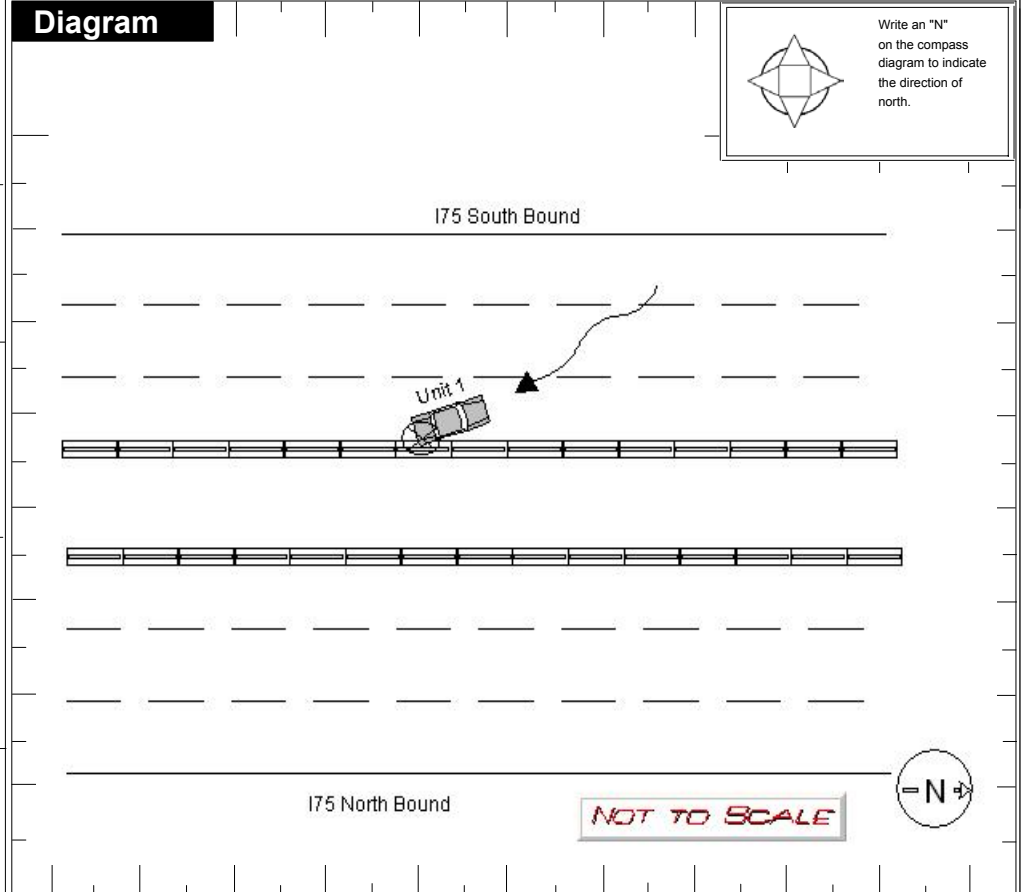 Diagram
Write an "N"
on the compass
diagram to indicate
the direction of
north.
I75 South Bound
Unit 1
I75 North Bound
NOT TO SCALE
N